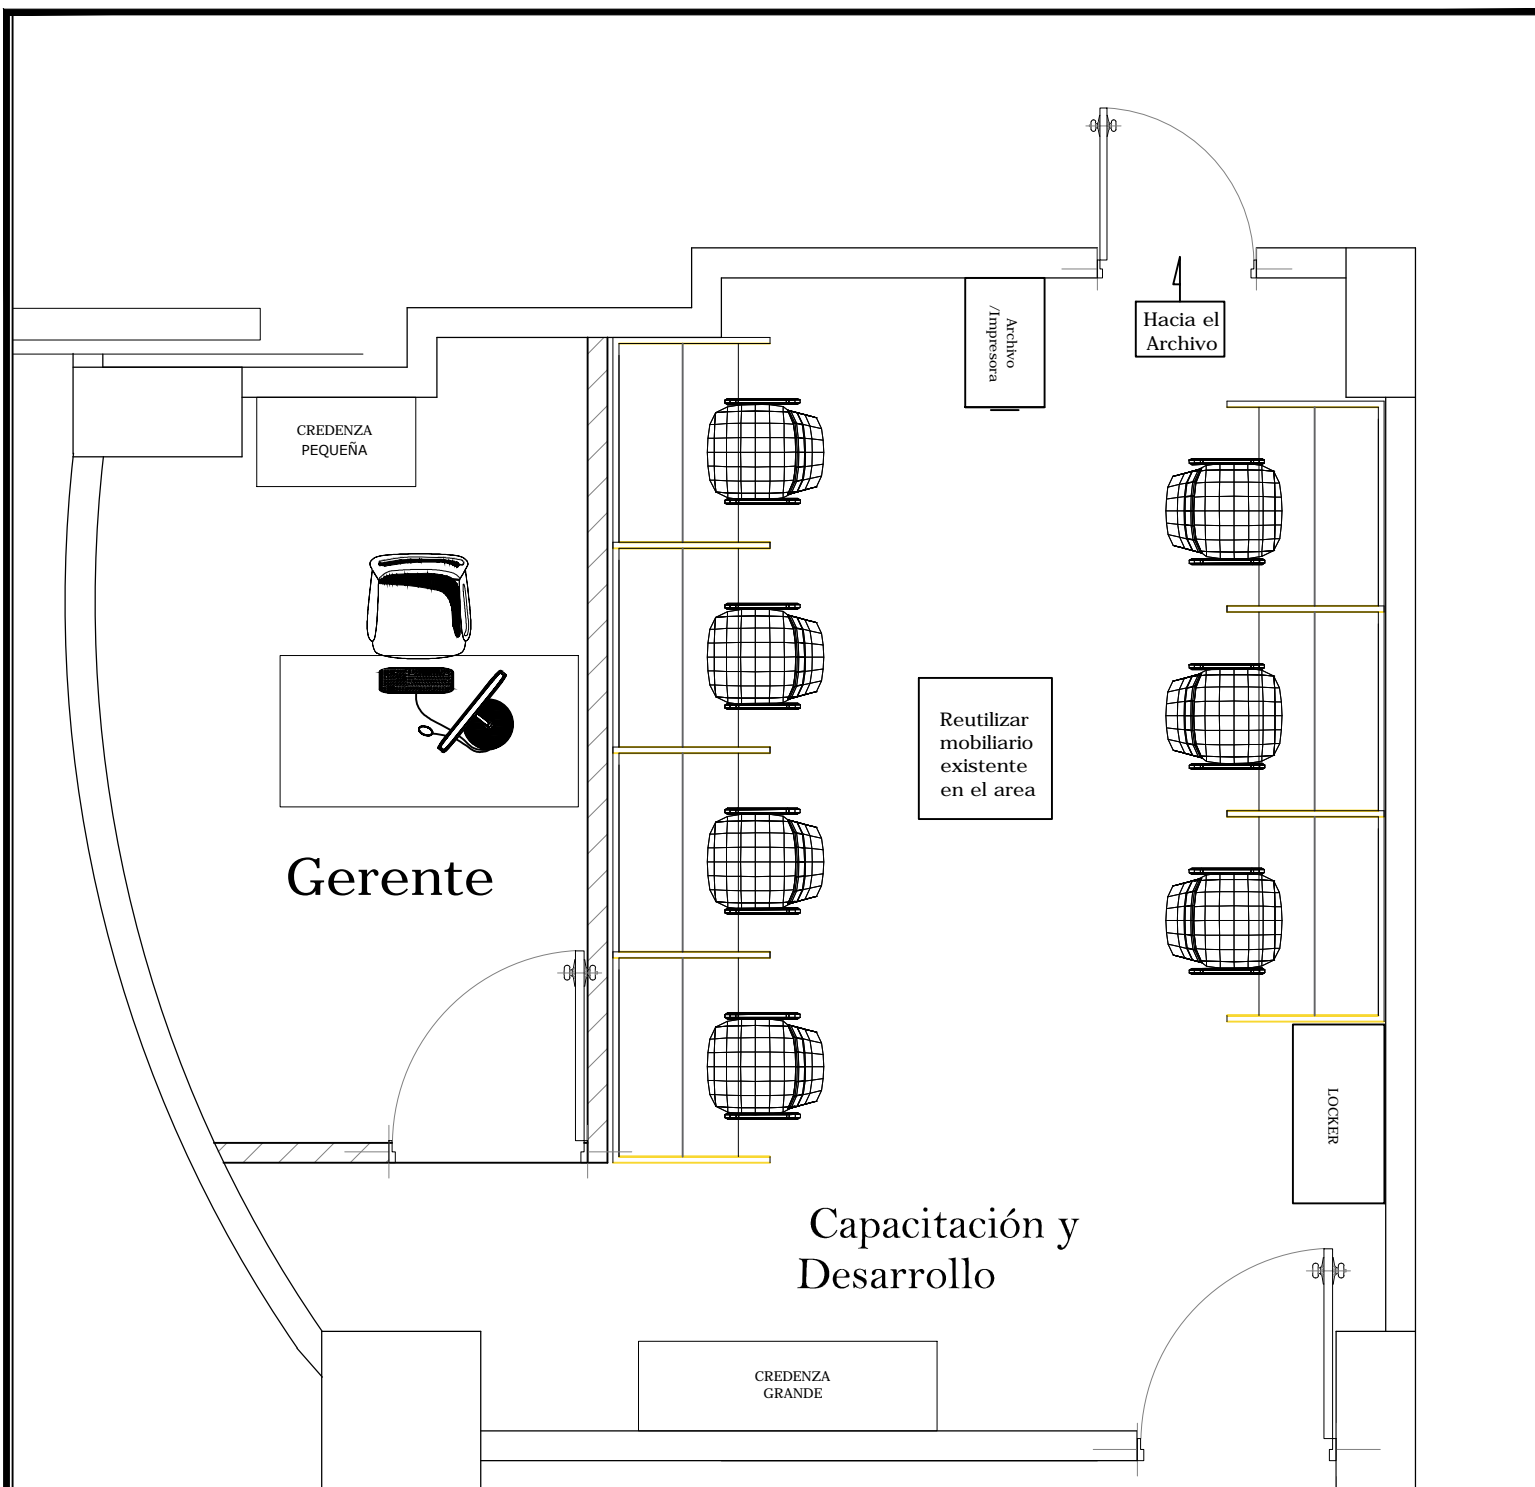 Hacia el
Archivo
Archivo
/Impresora
CREDENZA
PEQUEÑA
Reutilizar
mobiliario
existente
en el area
Gerente
LOCKER
Capacitación y
Desarrollo
CREDENZA
GRANDE